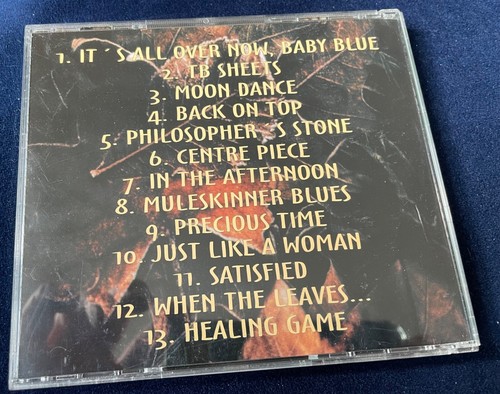 1. IT´S ALL OVER NOW, BABY BLUE
2. TB SHEETS
3. MOON DANCE
4. BACK ON TOP
5. PHILOSOPHER,´S STONE
6. CENTRE PIECE
7. IN THE AFTERNOON
8. MULESKINNER BLUES
9. PRECIOUS TIME
10. JUST LIKE A WOMAN
11. SATISFIED
12. WHEN THE LEAVES...
13. HEALING GAME